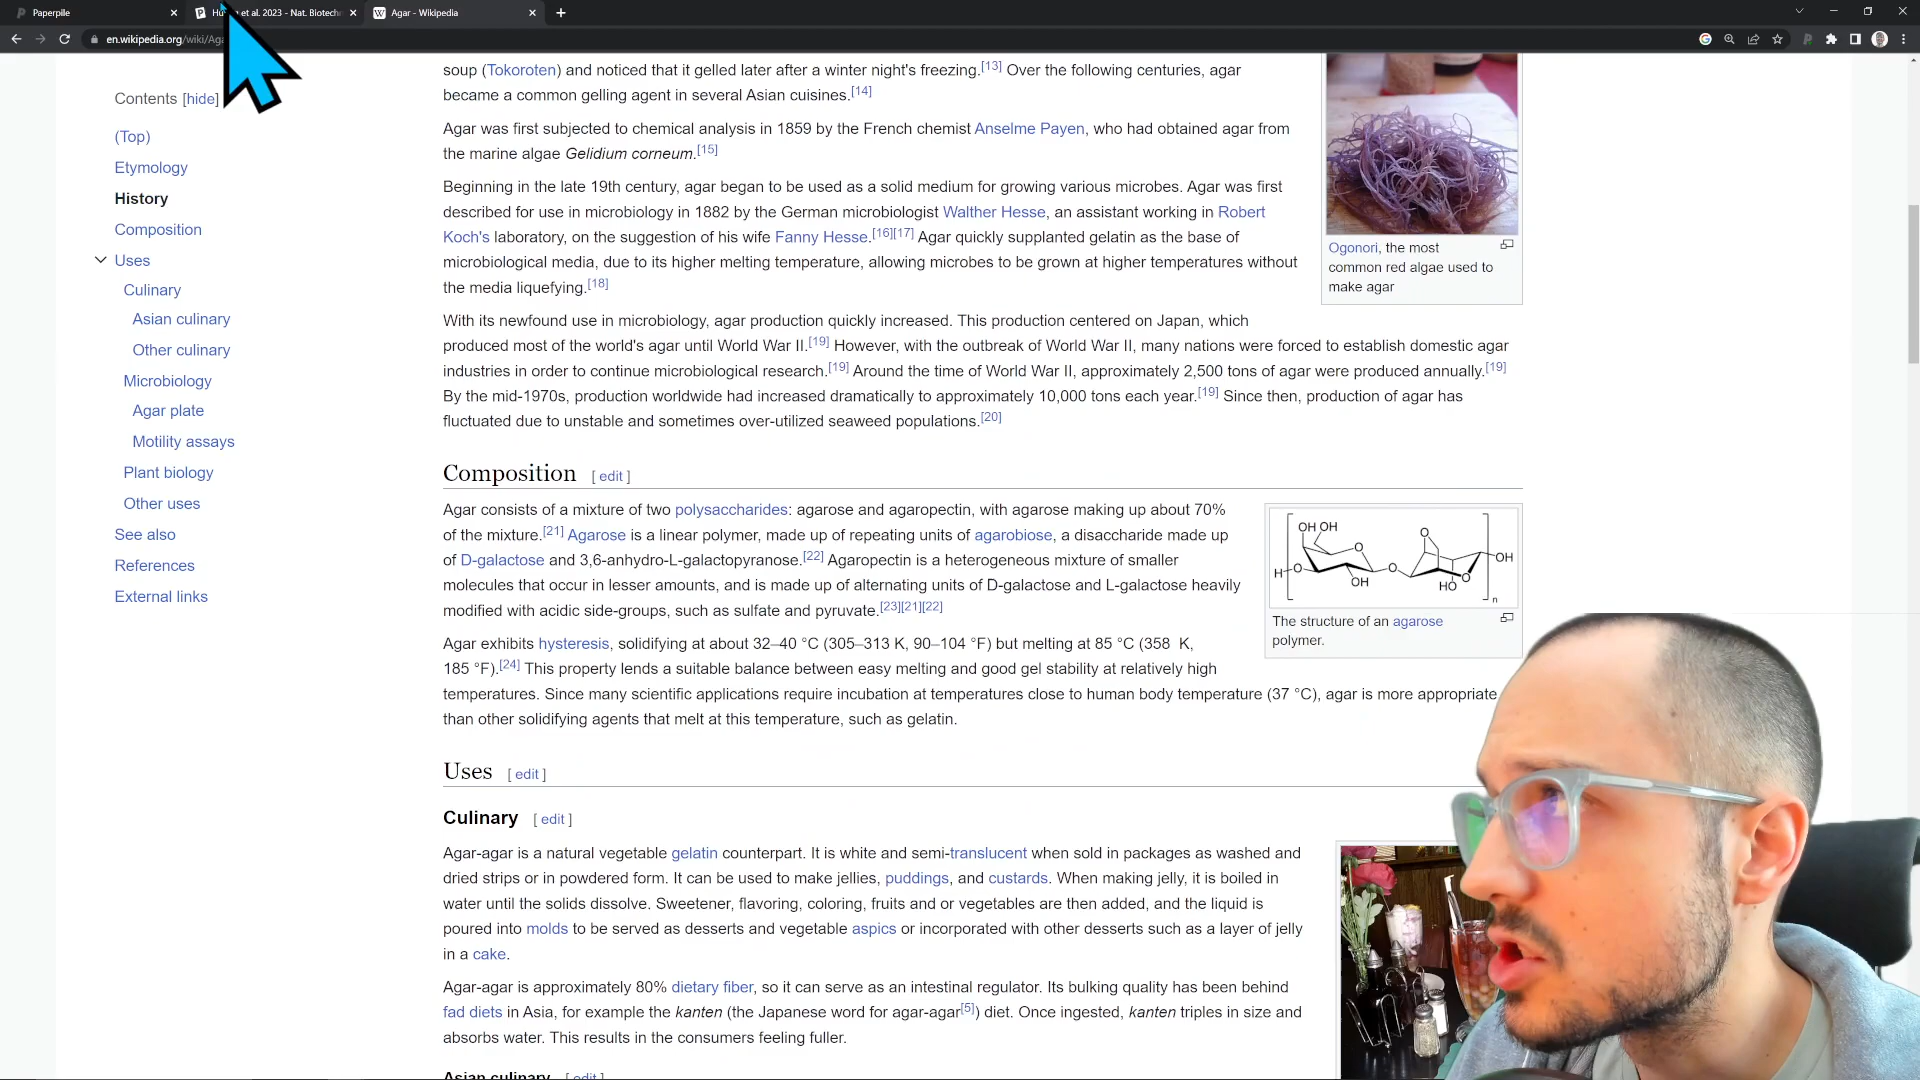 Paperpile
et al. 2023 - Nat. Biotech
Agar - Wikipedia
en.wikipedia.org/wiki/Aga
soup (Tokoroten) and noticed that it gelled later after a winter night's freezing.[13] Over the following centuries, agar
became a common gelling agent in several Asian cuisines.[14]
Agar was first subjected to chemical analysis in 1859 by the French chemist Anselme Payen, who had obtained agar from
the marine algae Gelidium corneum.[15]
Beginning in the late 19th century, agar began to be used as a solid medium for growing various microbes. Agar was first
described for use in microbiology in 1882 by the German microbiologist Walther Hesse, an assistant working in Robert
Koch's laboratory, on the suggestion of his wife Fanny Hesse.[16][17] Agar quickly supplanted gelatin as the base of
microbiological media, due to its higher melting temperature, allowing microbes to be grown at higher temperatures without
the media liquefying.[18]
With its newfound use in microbiology, agar production quickly increased. This production centered on Japan, which
produced most of the world's agar until World War II.[19] However, with the outbreak of World War II, many nations were forced to establish domestic agar
industries in order to continue microbiological research.[19] Around the time of World War II, approximately 2,500 tons of agar were produced annually.[19]
By the mid-1970s, production worldwide had increased dramatically to approximately 10,000 tons each year.[19] Since then, production of agar has
fluctuated due to unstable and sometimes over-utilized seaweed populations.[20]
Ogonori, the most
common red algae used to
make agar
Contents [hide]
(Top)
Etymology
History
Composition
Uses
Culinary
Asian culinary
Other culinary
Microbiology
Agar plate
Motility assays
Plant biology
Other uses
See also
References
External links
Composition [ edit ]
Agar consists of a mixture of two polysaccharides: agarose and agaropectin, with agarose making up about 70%
of the mixture.[21] Agarose is a linear polymer, made up of repeating units of agarobiose, a disaccharide made up
of D-galactose and 3,6-anhydro-L-galactopyranose.[22] Agaropectin is a heterogeneous mixture of smaller
molecules that occur in lesser amounts, and is made up of alternating units of D-galactose and L-galactose heavily
modified with acidic side-groups, such as sulfate and pyruvate.[23][21][22]
Agar exhibits hysteresis, solidifying at about 32–40 °C (305–313 K, 90–104 °F) but melting at 85 °C (358 K,
185 °F).[24] This property lends a suitable balance between easy melting and good gel stability at relatively high
temperatures. Since many scientific applications require incubation at temperatures close to human body temperature (37 °C), agar is more appropriate
than other solidifying agents that melt at this temperature, such as gelatin.
OH OH
O
O
OH
H
O
O
OH
O
HO
n
The structure of an agarose
polymer.
Uses [ edit ]
Culinary [ edit ]
Agar-agar is a natural vegetable gelatin counterpart. It is white and semi-translucent when sold in packages as washed and
dried strips or in powdered form. It can be used to make jellies, puddings, and custards. When making jelly, it is boiled in
water until the solids dissolve. Sweetener, flavoring, coloring, fruits and or vegetables are then added, and the liquid is
poured into molds to be served as desserts and vegetable aspics or incorporated with other desserts such as a layer of jelly
in a cake.
Agar-agar is approximately 80% dietary fiber, so it can serve as an intestinal regulator. Its bulking quality has been behind
fad diets in Asia, for example the kanten (the Japanese word for agar-agar[5]) diet. Once ingested, kanten triples in size and
absorbs water. This results in the consumers feeling fuller.
Asian culinary [ edit ]